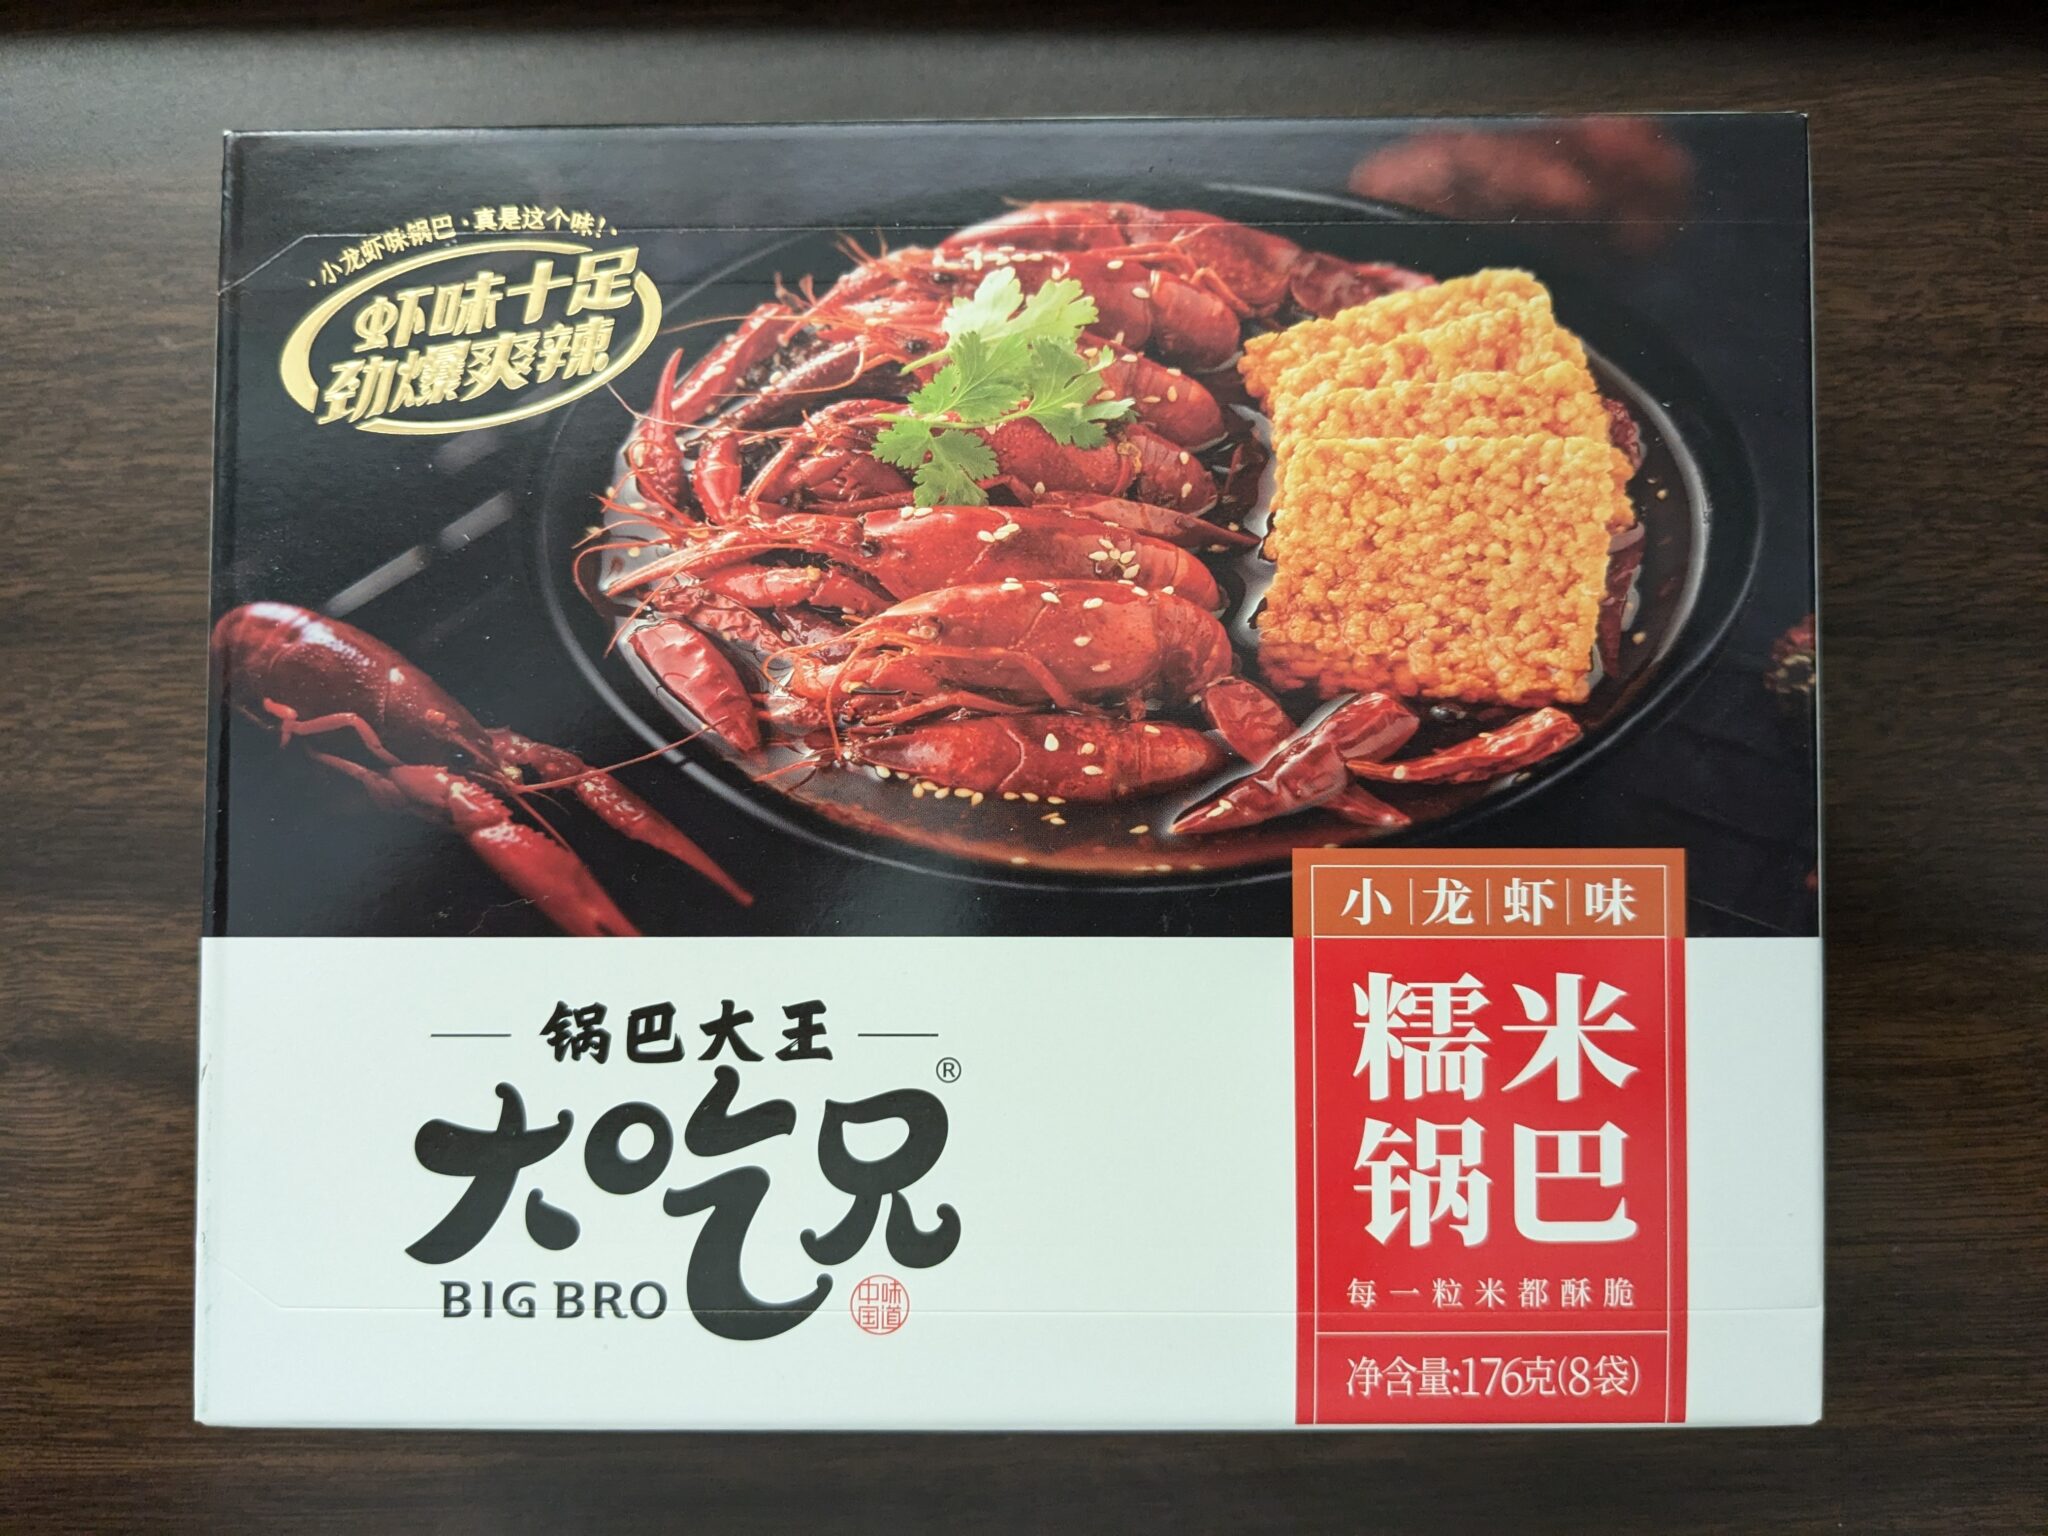 ·小龙虾味锅巴·真是这个味!·
虾味十足
劲爆爽辣
锅巴大王
大吃兄®
BIG BRO
中国味道
小龙虾味
糯米
锅巴
每一粒米都酥脆
净含量:176克(8袋)